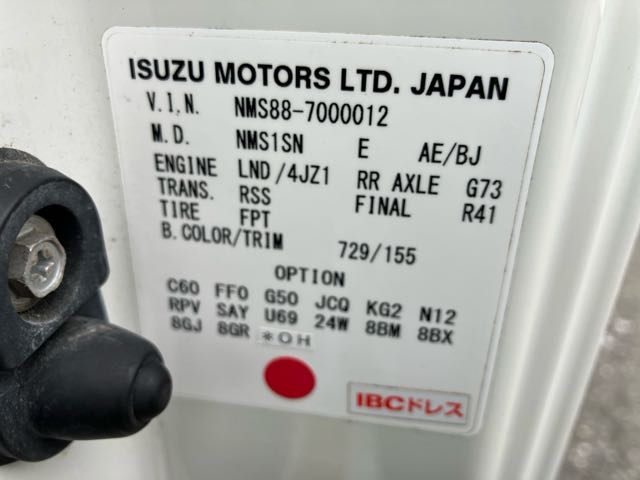 ISUZU MOTORS LTD. JAPAN
V.I.N. NMS88-7000012
M.D. NMS1SN E AE/BJ
ENGINE LND/4JZ1 RR AXLE G73
TRANS. RSS FINAL R41
TIRE FPT
B.COLOR/TRIM 729/155
OPTION
C60 FF0 G50 JCQ KG2 N12
RPV SAY U69 24W 8BM 8BX
8GJ 8GR *OH
IBCドレス